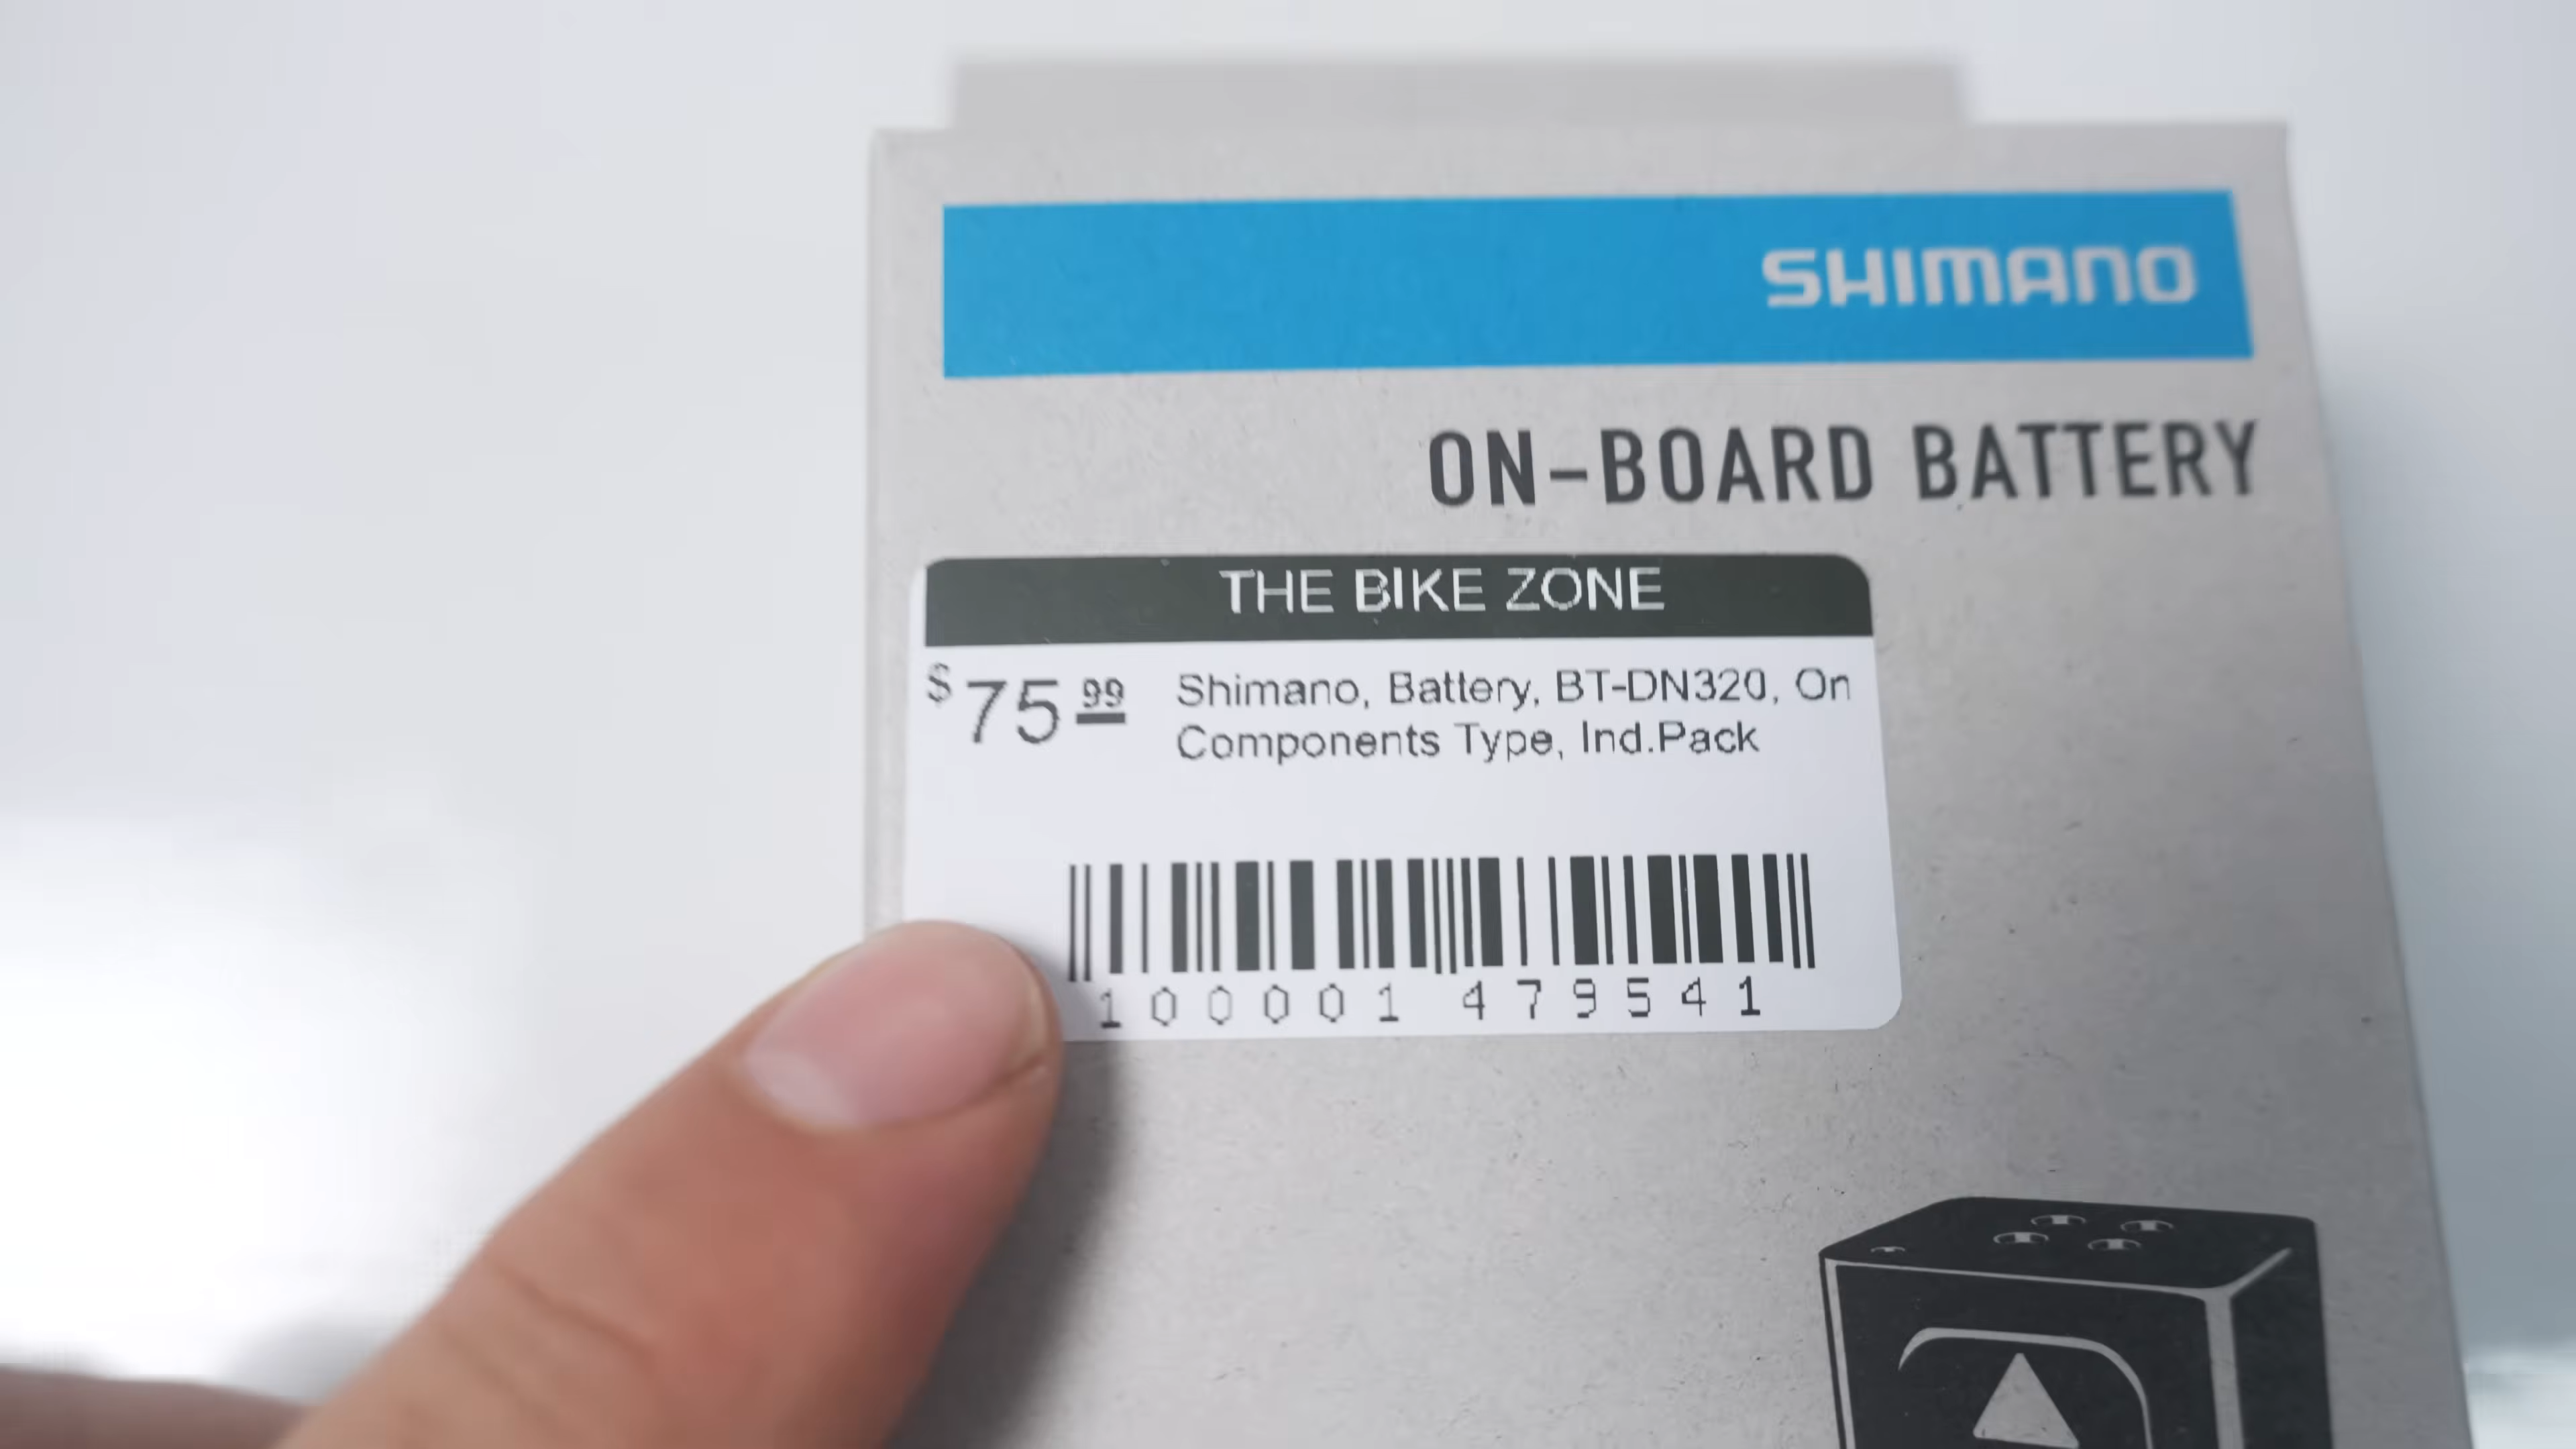 SHIMANO
ON-BOARD BATTERY
THE BIKE ZONE
$75 99
Shimano, Battery, BT-DN320, On
Components Type, Ind.Pack
100001 479541